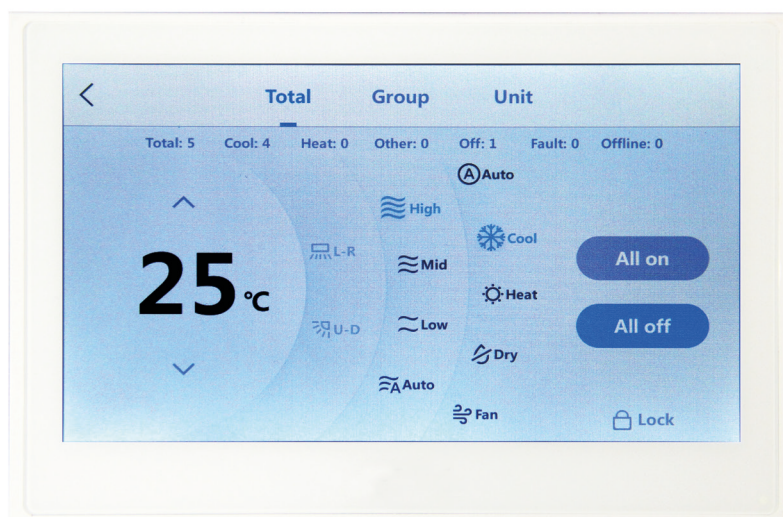 Total Group Unit
Total: 5 Cool: 4 Heat: 0 Other: 0 Off: 1 Fault: 0 Offline: 0
25 °C
L-R
U-D
High
Mid
Low
A Auto
A Auto
Cool
Heat
Dry
Fan
All on
All off
Lock